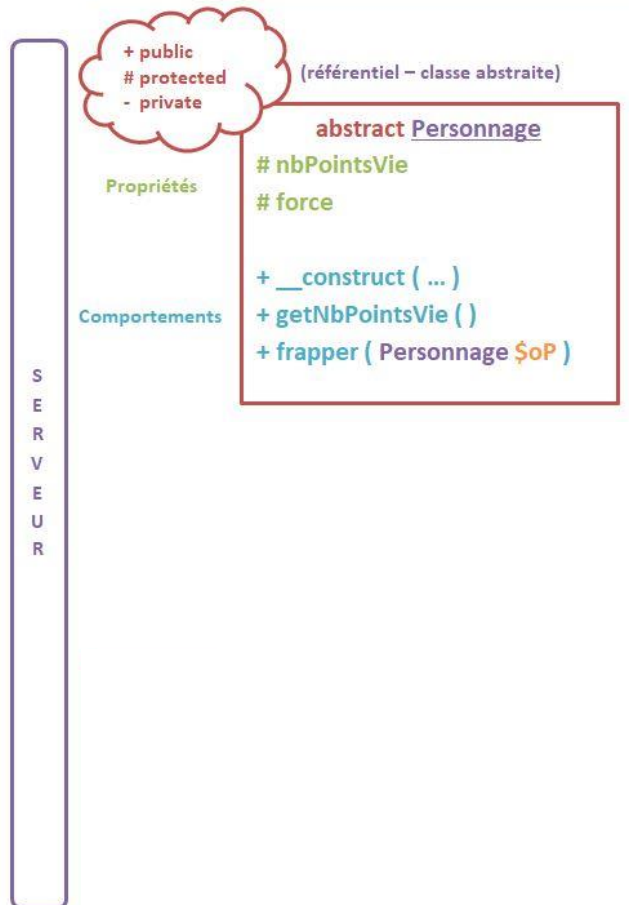 + public
# protected
- private
(référentiel – classe abstraite)
abstract Personnage
Propriétés
# nbPointsVie
# force
+ __construct ( ... )
Comportements
+ getNbPointsVie ( )
+ frapper ( Personnage $oP )
S
E
R
V
E
U
R